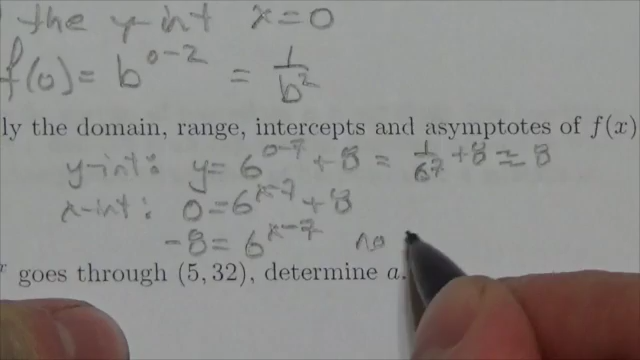 the y-int x=0
f(0) = b^{0-2} = 1/b^2
ly the domain, range, intercepts and asymptotes of f(x)
y-int: y= 6^{0-7} + 8 = 1/6^7 + 8 ≈ 8
x-int: 0 = 6^{x-7} + 8
-8 = 6^{x-7} no
x goes through (5, 32), determine a.